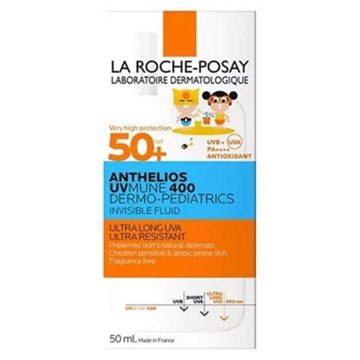 LA ROCHE-POSAY
LABORATOIRE DERMATOLOGIQUE
Very high protection
50+
UVB + UVA
PA++++
ANTIOXIDANT
ANTHELIOS
UVMUNE 400
DERMO-PEDIATRICS
INVISIBLE FLUID
ULTRA LONG UVA
ULTRA RESISTANT
Preserves skin's natural defenses
Children sensitive & atopic prone skin
Fragrance free
UVMUNE 400
UVB
SHORT UVA
ULTRA LONG UVA
400 nm
50 mL Made in France